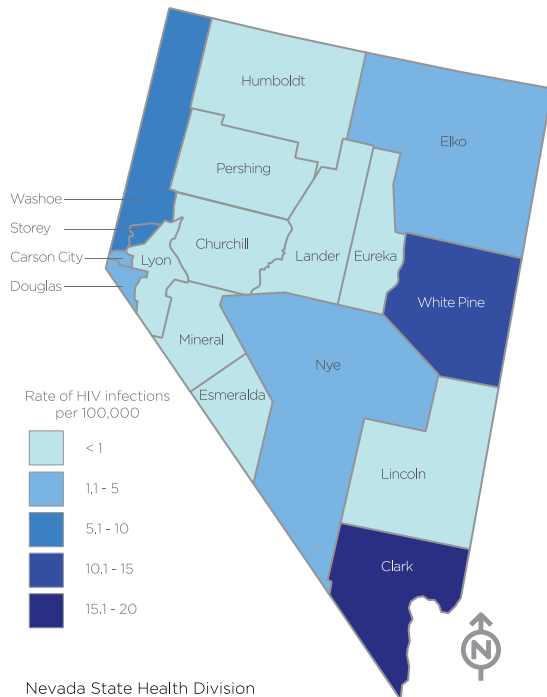 Humboldt
Elko
Pershing
Washoe
Storey
Churchill
Carson City
Lyon
Lander
Eureka
Douglas
White Pine
Mineral
Nye
Esmeralda
Rate of HIV infections
per 100,000
< 1
Lincoln
1.1 - 5
5.1 - 10
10.1 - 15
Clark
15.1 - 20
N
Nevada State Health Division